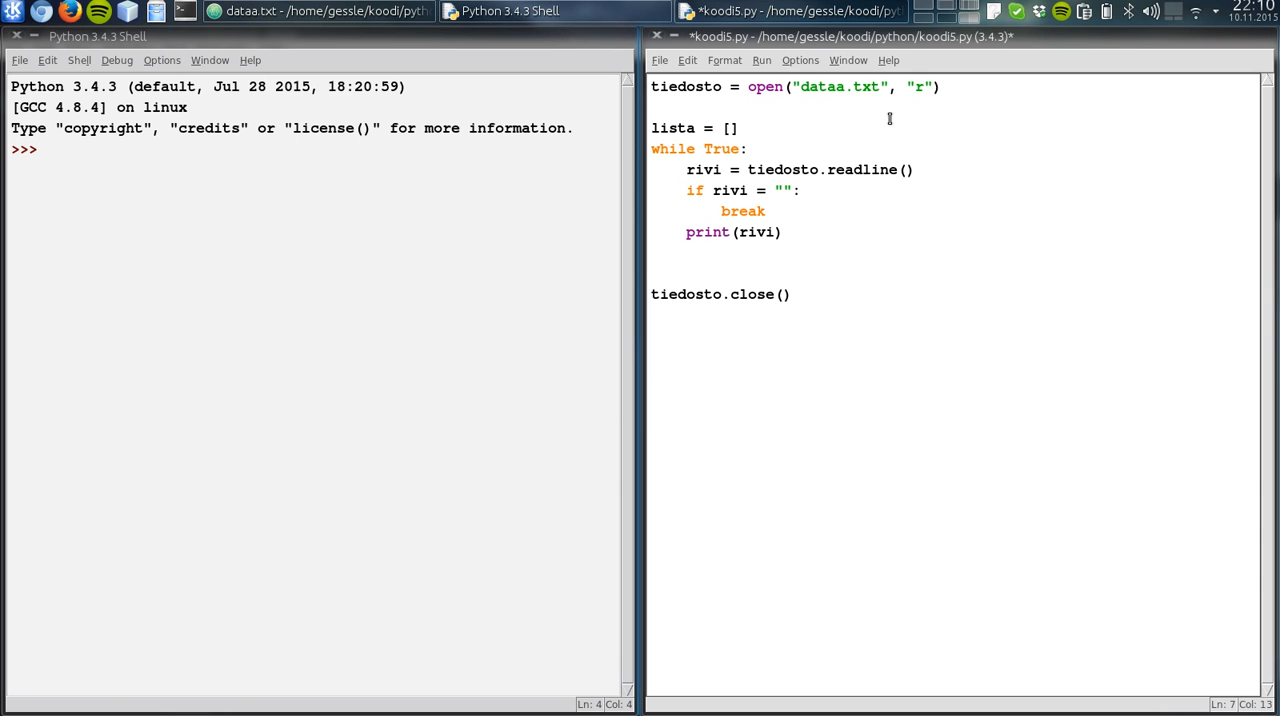 dataa.txt - /home/gessle/koodi/pyth
Python 3.4.3 Shell
*koodi5.py - /home/gessle/koodi/pyth
22:10
10.11.2015
Python 3.4.3 Shell
File Edit Shell Debug Options Window Help
Python 3.4.3 (default, Jul 28 2015, 18:20:59)
[GCC 4.8.4] on linux
Type "copyright", "credits" or "license()" for more information.
>>>
Ln: 4 Col: 4
*koodi5.py - /home/gessle/koodi/python/koodi5.py (3.4.3)*
File Edit Format Run Options Window Help
tiedosto = open("dataa.txt", "r")
lista = []
while True:
    rivi = tiedosto.readline()
    if rivi = "":
        break
    print(rivi)
tiedosto.close()
Ln: 7 Col: 13